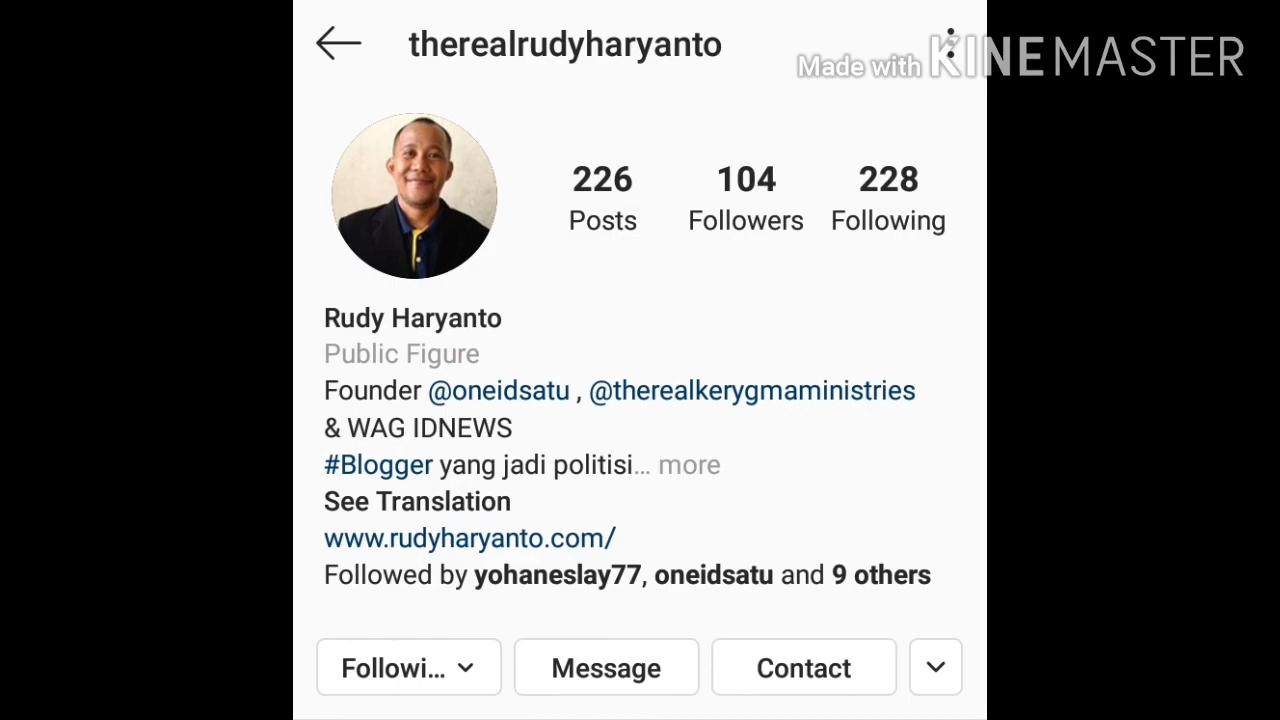 therealrudyharyanto
Made with KINEMASTER
226 104 228
Posts Followers Following
Rudy Haryanto
Public Figure
Founder @oneidsatu , @therealkerygmaministries
& WAG IDNEWS
#Blogger yang jadi politisi... more
See Translation
www.rudyharyanto.com/
Followed by yohaneslay77, oneidsatu and 9 others
Followi... Message Contact